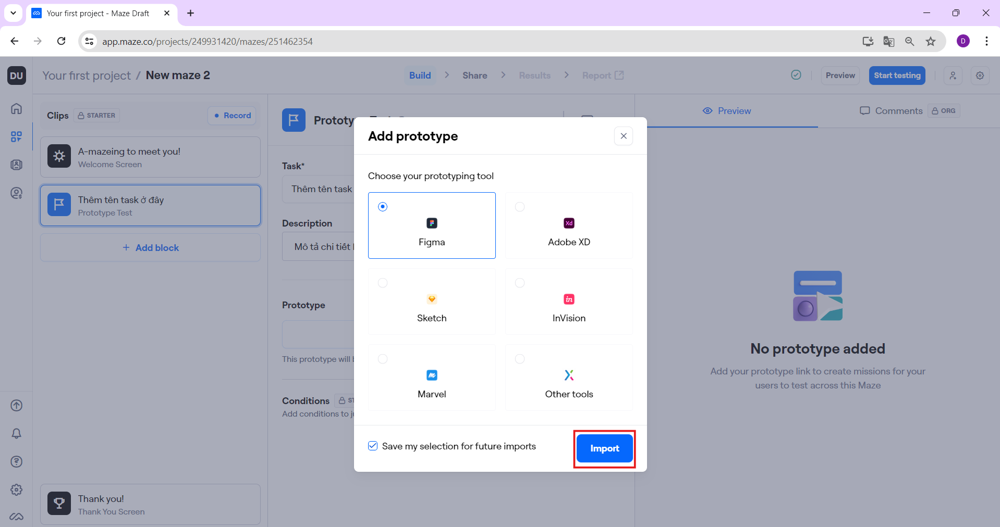 Your first project - Maze Draft
app.maze.co/projects/249931420/mazes/251462354
D
DU
Your first project / New maze 2
Build
Share
Results
Report
Preview
Start testing
Clips
STARTER
Record
A-mazeing to meet you!
Welcome Screen
Thêm tên task ở đây
Prototype Test
+ Add block
Thank you!
Thank You Screen
Task*
Thêm tên task
Description
Mô tả chi tiết
Prototype
This prototype will
Conditions
Add conditions to
Add prototype
Choose your prototyping tool
Figma
Xd
Adobe XD
Sketch
in
InVision
m
Marvel
Other tools
Save my selection for future imports
Import
Preview
Comments
ORG
No prototype added
Add your prototype link to create missions for your
users to test across this Maze